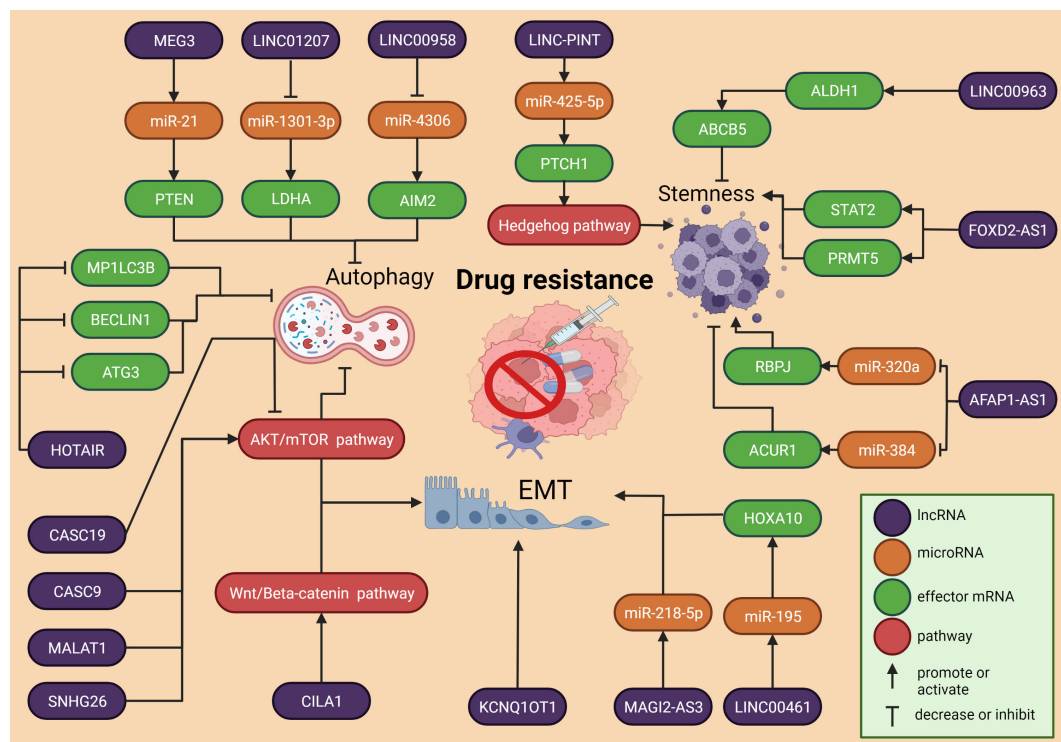 MEG3
LINC01207
LINC00958
LINC-PINT
miR-21
miR-1301-3p
miR-4306
miR-425-5p
ALDH1
LINC00963
ABCB5
PTEN
LDHA
AIM2
PTCH1
Stemness
STAT2
Hedgehog pathway
FOXD2-AS1
PRMT5
MP1LC3B
Autophagy
Drug resistance
BECLIN1
ATG3
RBPJ
miR-320a
AFAP1-AS1
HOTAIR
AKT/mTOR pathway
ACUR1
miR-384
EMT
CASC19
HOXA10
CASC9
Wnt/Beta-catenin pathway
miR-218-5p
miR-195
MALAT1
SNHG26
CILA1
KCNQ1OT1
MAGI2-AS3
LINC00461
lncRNA
microRNA
effector mRNA
pathway
promote or
activate
decrease or inhibit